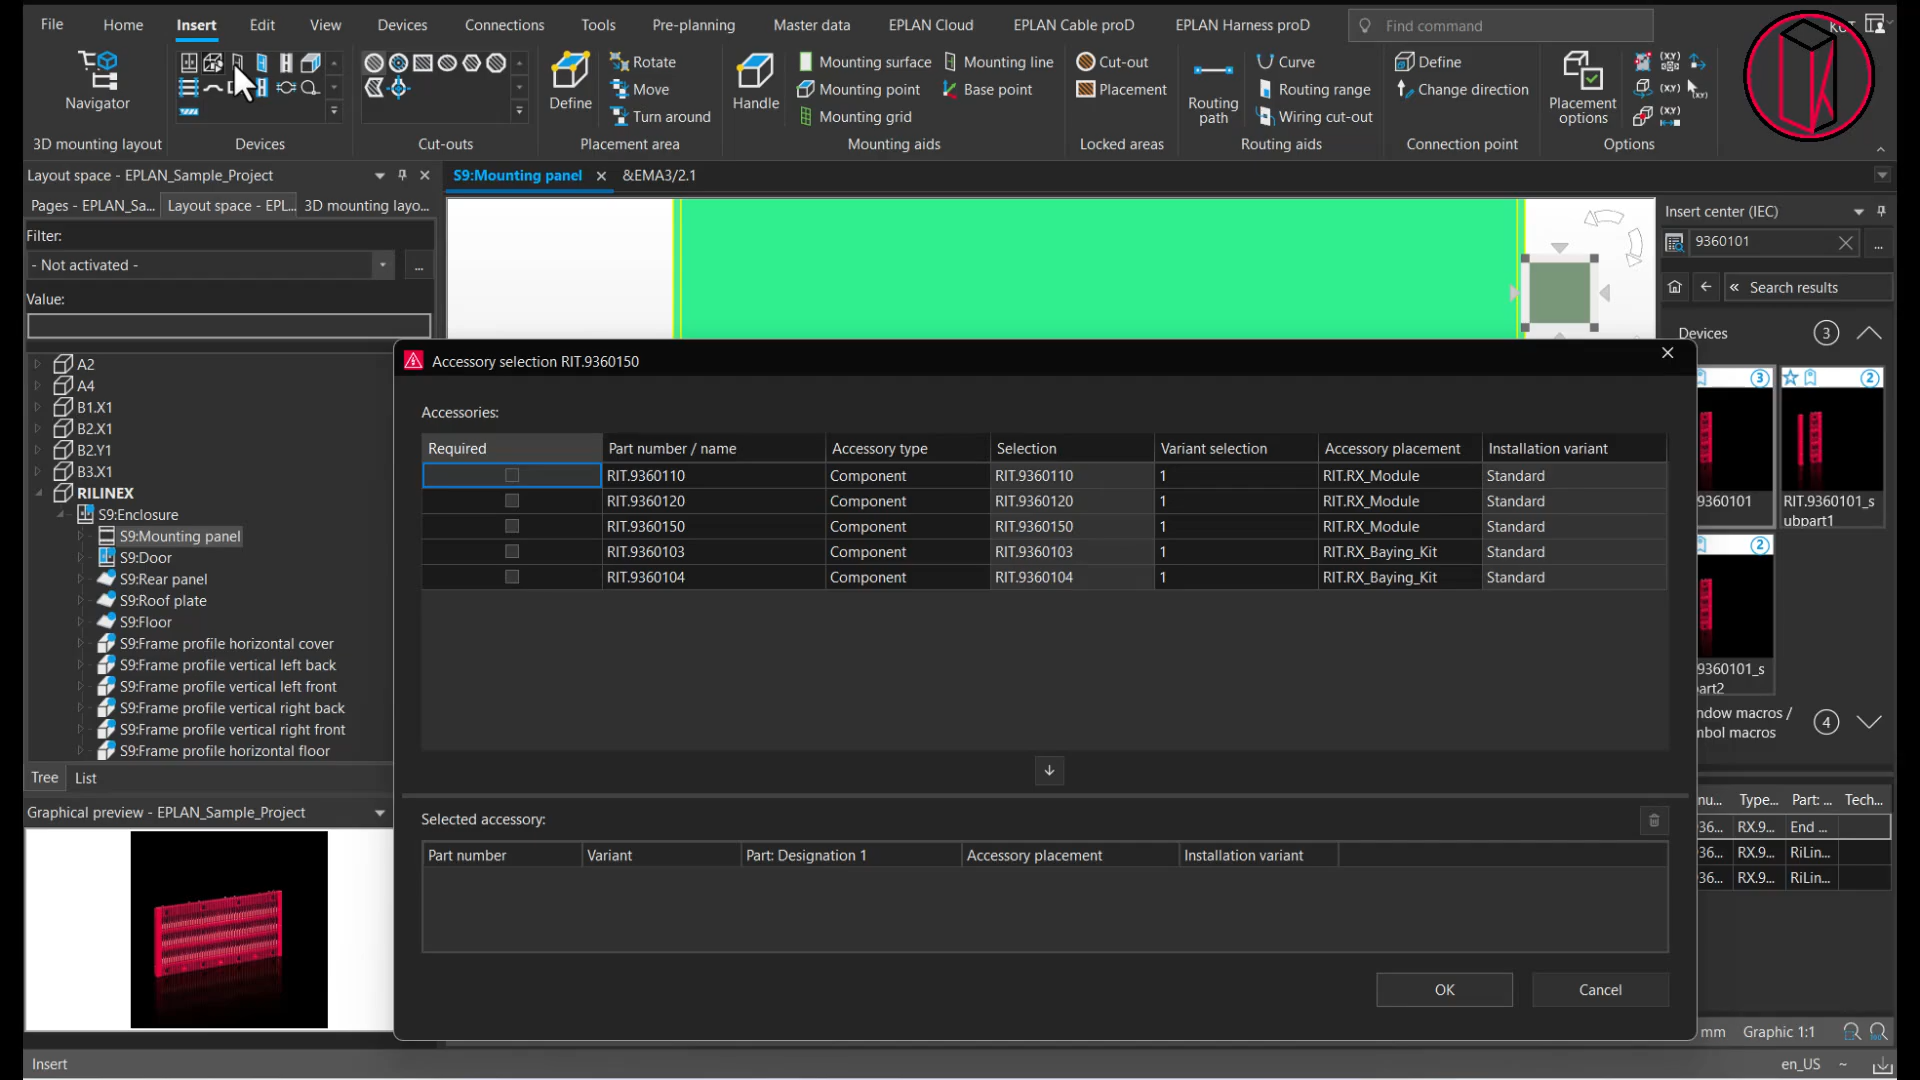 File
Home
Insert
Edit
View
Devices
Connections
Tools
Pre-planning
Master data
EPLAN Cloud
EPLAN Cable proD
EPLAN Harness proD
Find command
Navigator
Define
Rotate
Move
Turn around
Handle
Mounting surface
Mounting point
Mounting grid
Mounting line
Base point
Cut-out
Placement
Routing path
Curve
Routing range
Wiring cut-out
Define
Change direction
Placement options
(XY)
(XY)
(XY)
3D mounting layout
Devices
Cut-outs
Placement area
Mounting aids
Locked areas
Routing aids
Connection point
Options
Layout space - EPLAN_Sample_Project
S9:Mounting panel
&EMA3/2.1
Pages - EPLAN_Sa...
Layout space - EPL...
3D mounting layo...
Filter:
- Not activated -
...
Value:
A2
A4
B1.X1
B2.X1
B2.Y1
B3.X1
RILINEX
S9:Enclosure
S9:Mounting panel
S9:Door
S9:Rear panel
S9:Roof plate
S9:Floor
S9:Frame profile horizontal cover
S9:Frame profile vertical left back
S9:Frame profile vertical left front
S9:Frame profile vertical right back
S9:Frame profile vertical right front
S9:Frame profile horizontal floor
Tree
List
Graphical preview - EPLAN_Sample_Project
Accessory selection RIT.9360150
Accessories:
Required Part number / name Accessory type Selection Variant selection Accessory placement Installation variant
RIT.9360110 Component RIT.9360110 1 RIT.RX_Module Standard
RIT.9360120 Component RIT.9360120 1 RIT.RX_Module Standard
RIT.9360150 Component RIT.9360150 1 RIT.RX_Module Standard
RIT.9360103 Component RIT.9360103 1 RIT.RX_Baying_Kit Standard
RIT.9360104 Component RIT.9360104 1 RIT.RX_Baying_Kit Standard
Selected accessory:
Part number Variant Part: Designation 1 Accessory placement Installation variant
OK
Cancel
Insert center (IEC)
9360101
...
« Search results
Devices 3
3
2
9360101
RIT.9360101_s
ubpart1
2
9360101_s
part2
ndow macros /
mbol macros
4
nu... Type... Part: ... Tech...
36... RX.9... End ...
36... RX.9... RiLin...
36... RX.9... RiLin...
mm
Graphic 1:1
Insert
en_US
~